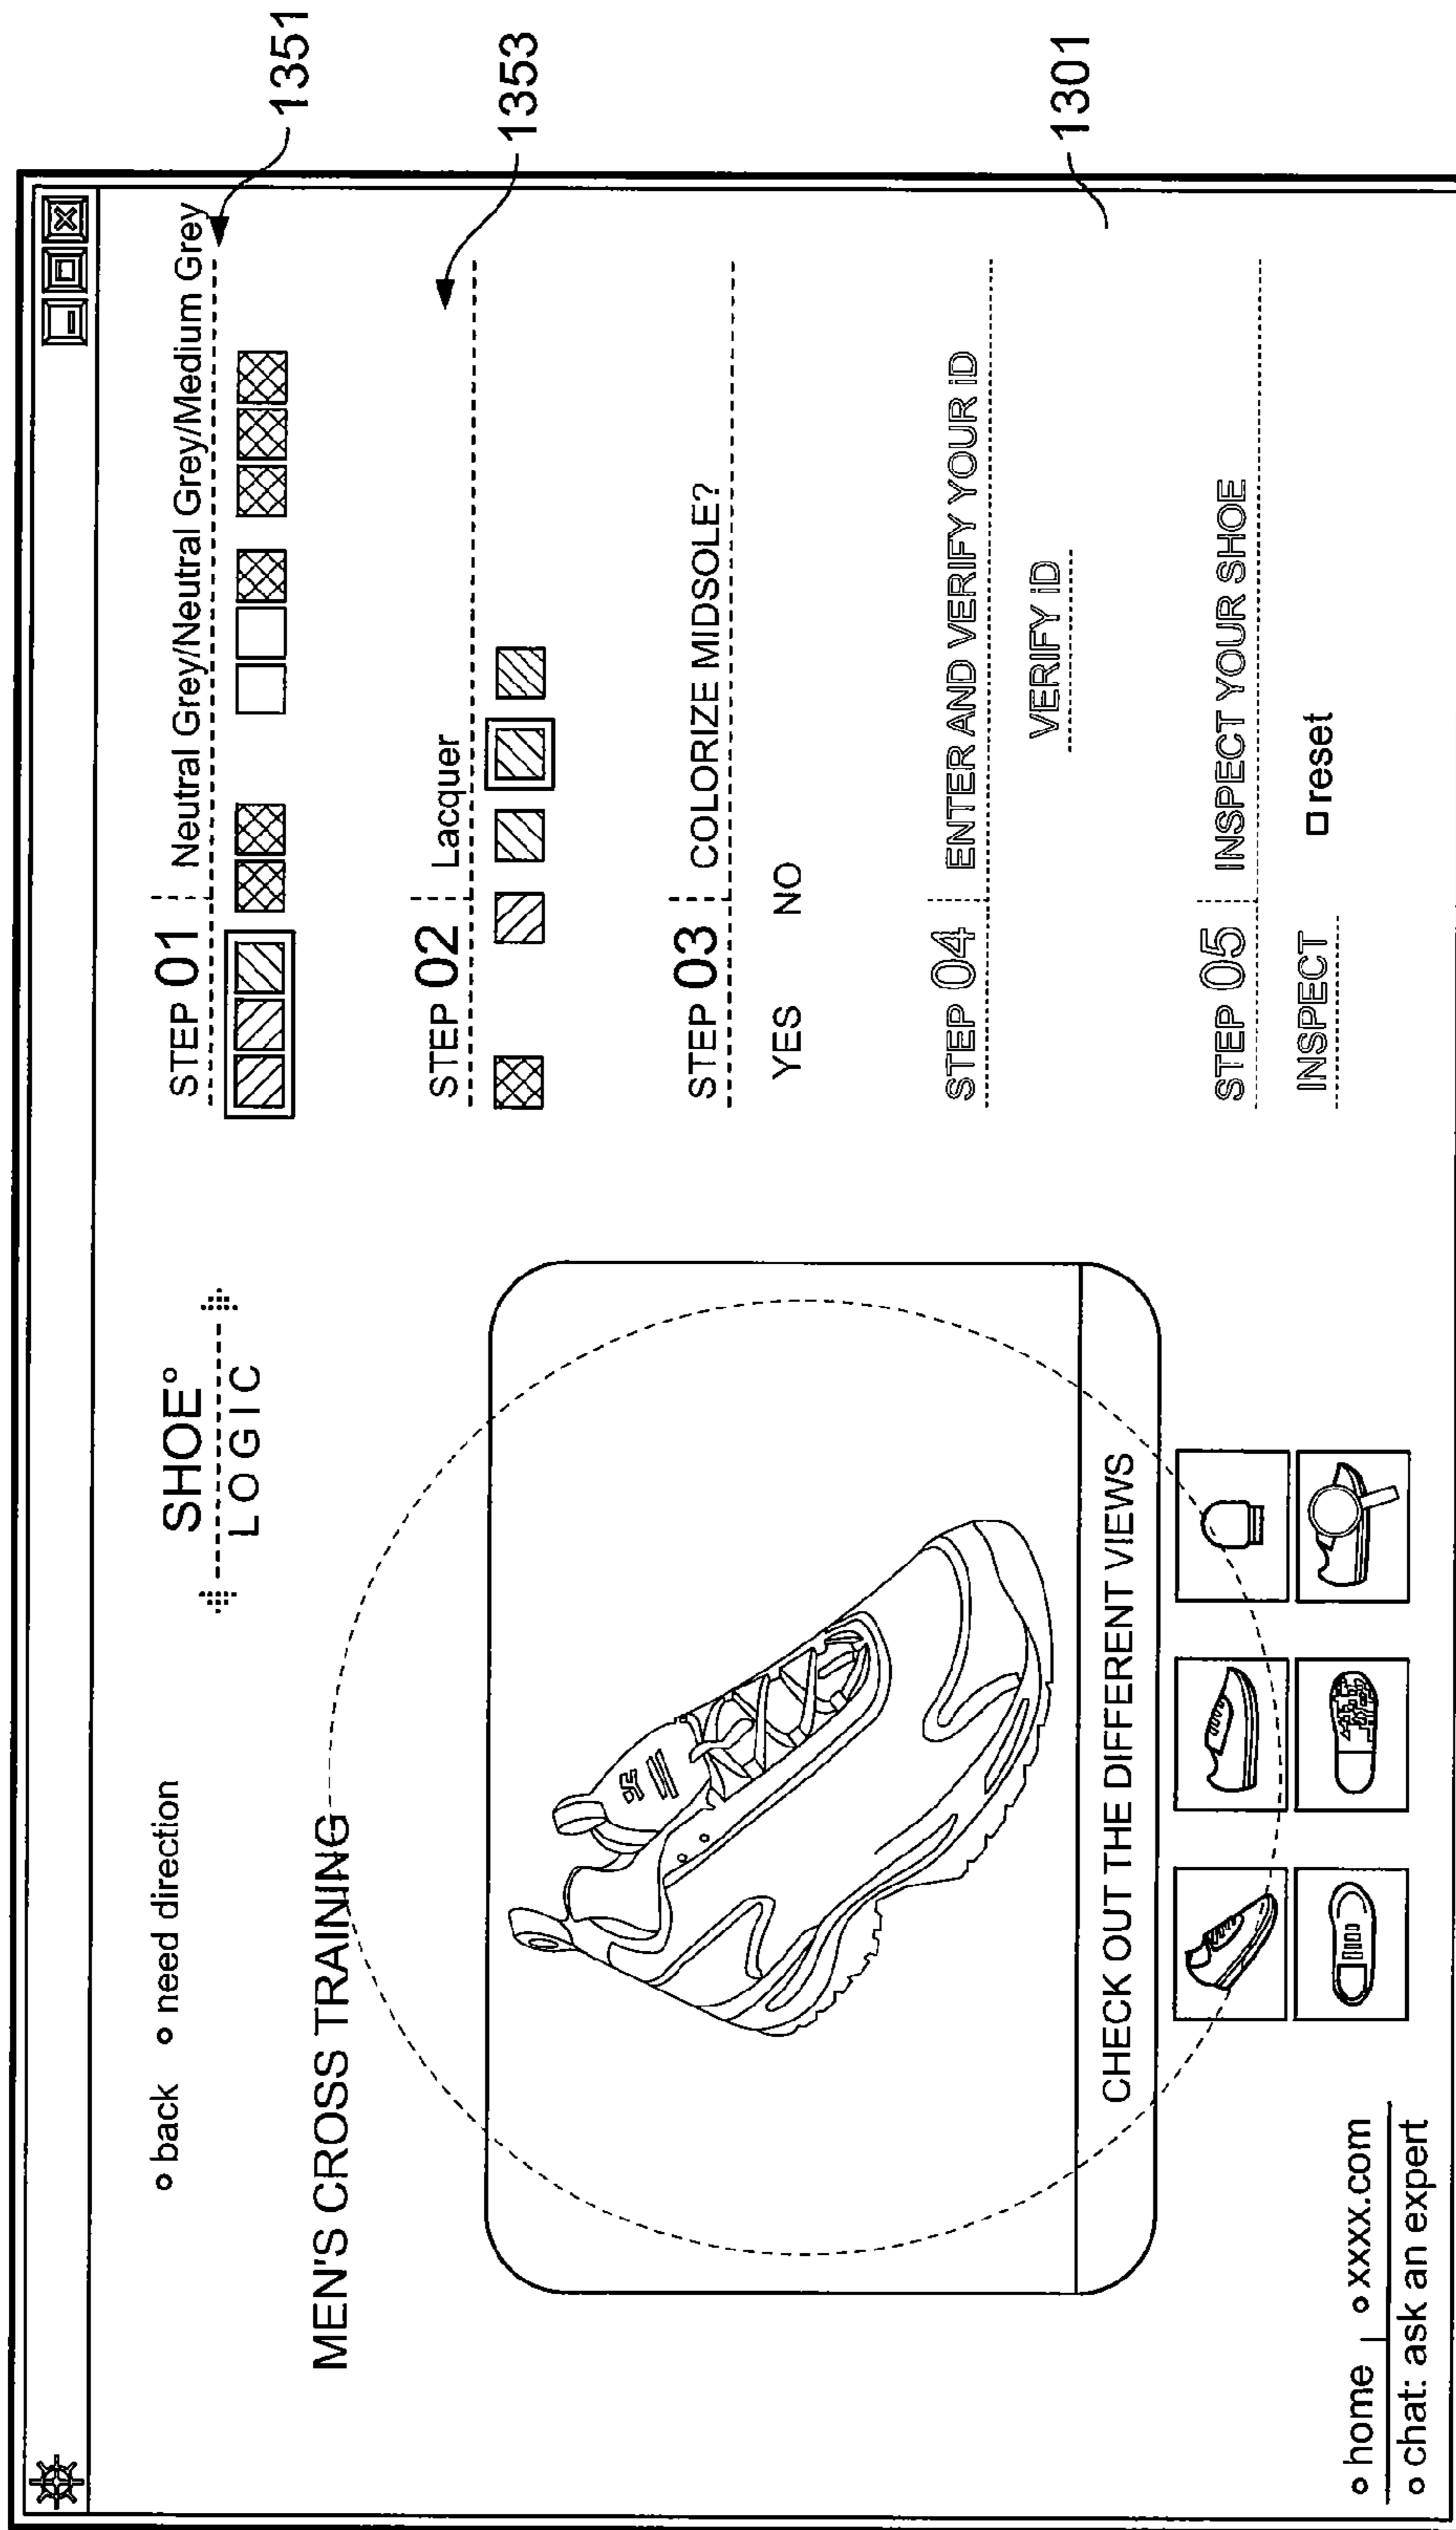 ◦ back ◦ need direction
SHOE°
LOGIC
MEN'S CROSS TRAINING
CHECK OUT THE DIFFERENT VIEWS
◦ home ◦ xxxx.com
◦ chat: ask an expert
STEP 01 Neutral Grey/Neutral Grey/Medium Grey
1351
STEP 02 Lacquer
1353
STEP 03 COLORIZE MIDSOLE?
YES NO
STEP 04 ENTER AND VERIFY YOUR iD
VERIFY iD
1301
STEP 05 INSPECT YOUR SHOE
INSPECT reset